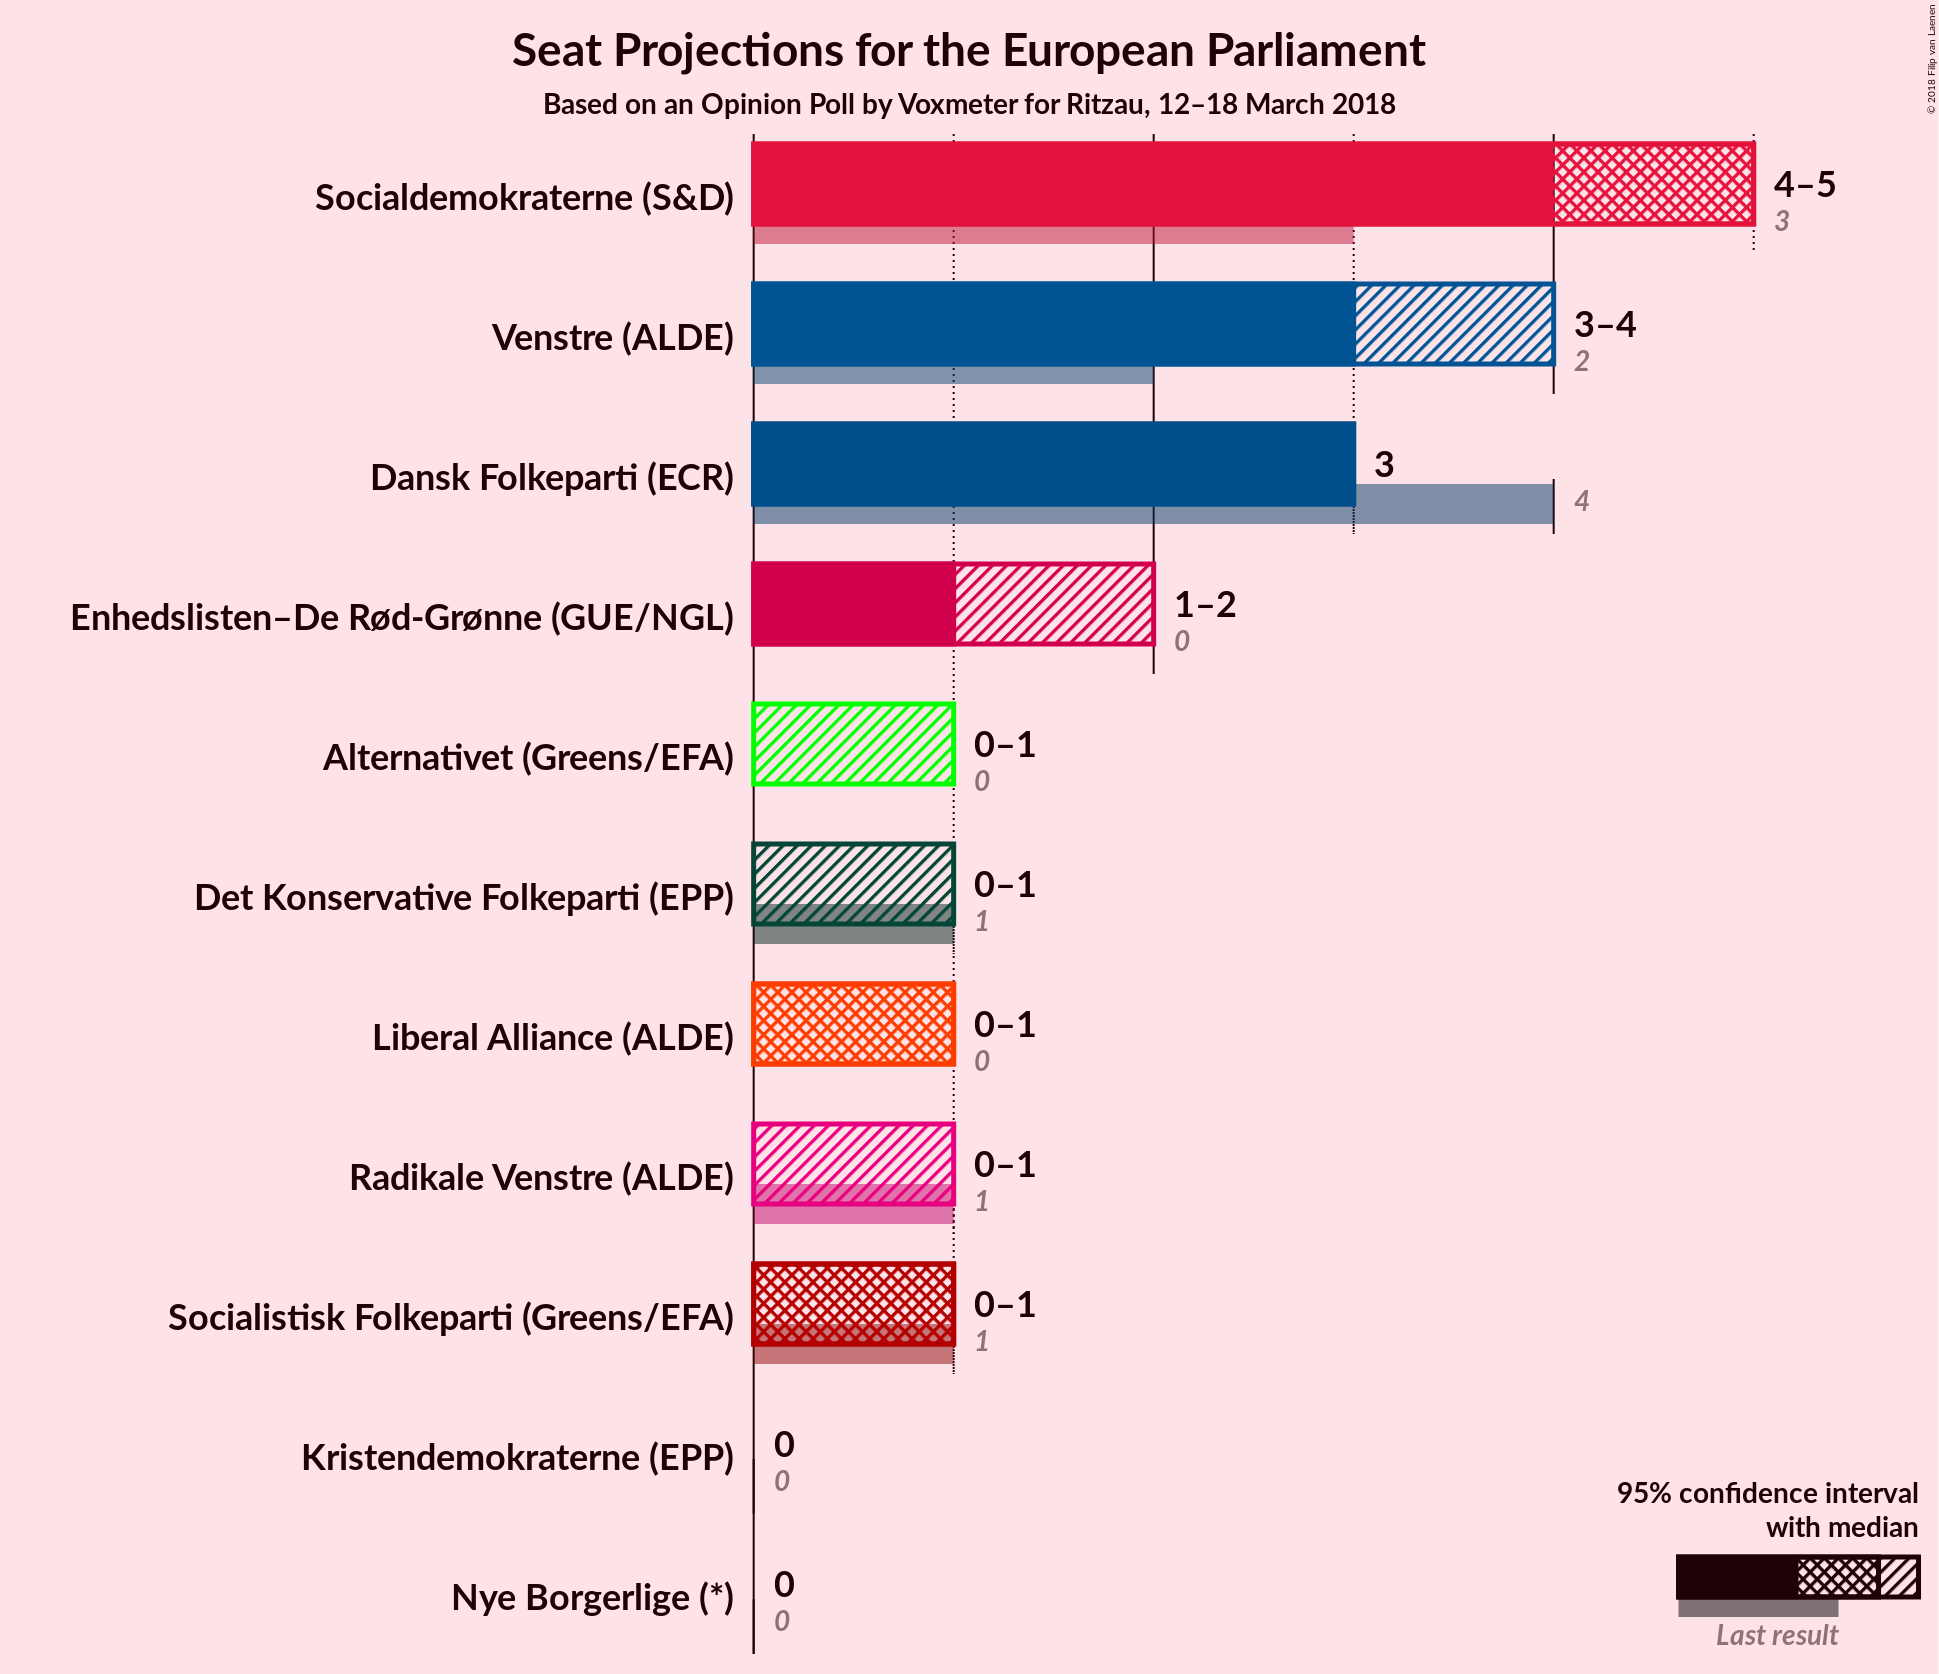 Seat Projections for the European Parliament
Based on an Opinion Poll by Voxmeter for Ritzau, 12–18 March 2018
© 2018 Filip van Laenen
Socialdemokraterne (S&D)
4–5
3
Venstre (ALDE)
3–4
2
Dansk Folkeparti (ECR)
3
4
Enhedslisten–De Rød-Grønne (GUE/NGL)
1–2
0
Alternativet (Greens/EFA)
0–1
0
Det Konservative Folkeparti (EPP)
0–1
1
Liberal Alliance (ALDE)
0–1
0
Radikale Venstre (ALDE)
0–1
1
Socialistisk Folkeparti (Greens/EFA)
0–1
1
Kristendemokraterne (EPP)
0
0
Nye Borgerlige (*)
0
0
95% confidence interval
with median
Last result